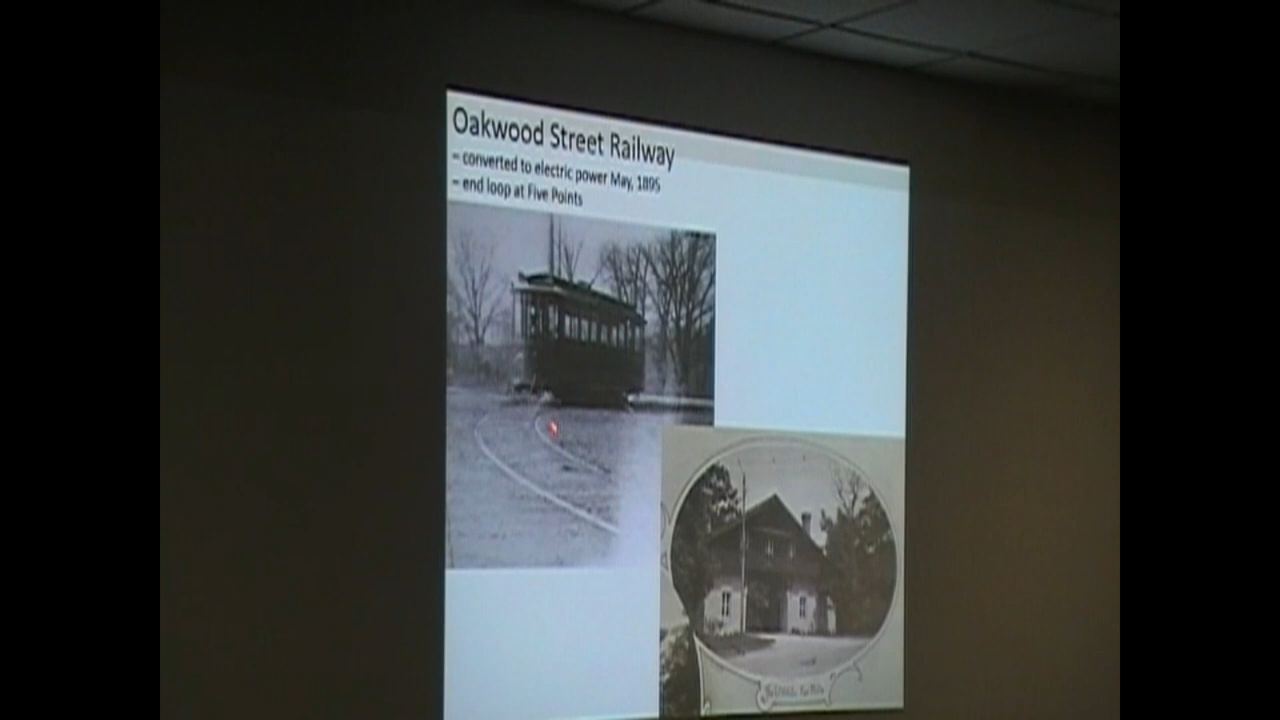 Oakwood Street Railway
– converted to electric power May, 1895
– end loop at Five Points